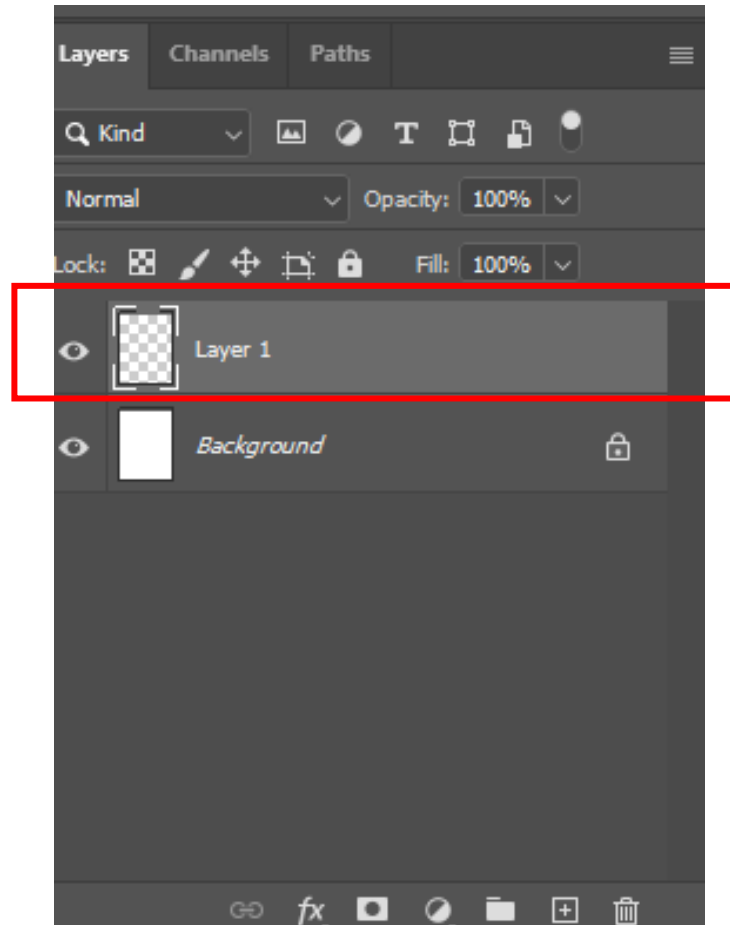 Layers Channels Paths
Kind
Normal Opacity: 100%
Lock: Fill: 100%
Layer 1
Background
fx